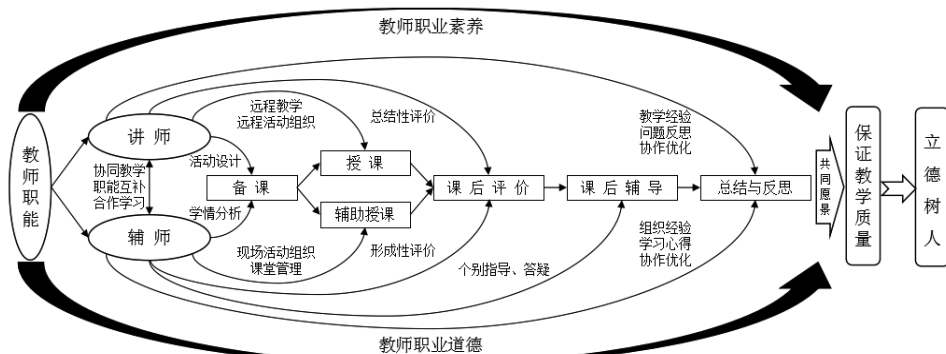 教师职业素养
教师职能
讲师
协同教学
职能互补
合作学习
辅师
活动设计
学情分析
备课
远程教学
远程活动组织
授课
辅助授课
现场活动组织
课堂管理
总结性评价
课后评价
形成性评价
课后辅导
个别指导、答疑
教学经验
问题反思
协作优化
总结与反思
组织经验
学习心得
协作优化
共同愿景
保证教学质量
立德树人
教师职业道德